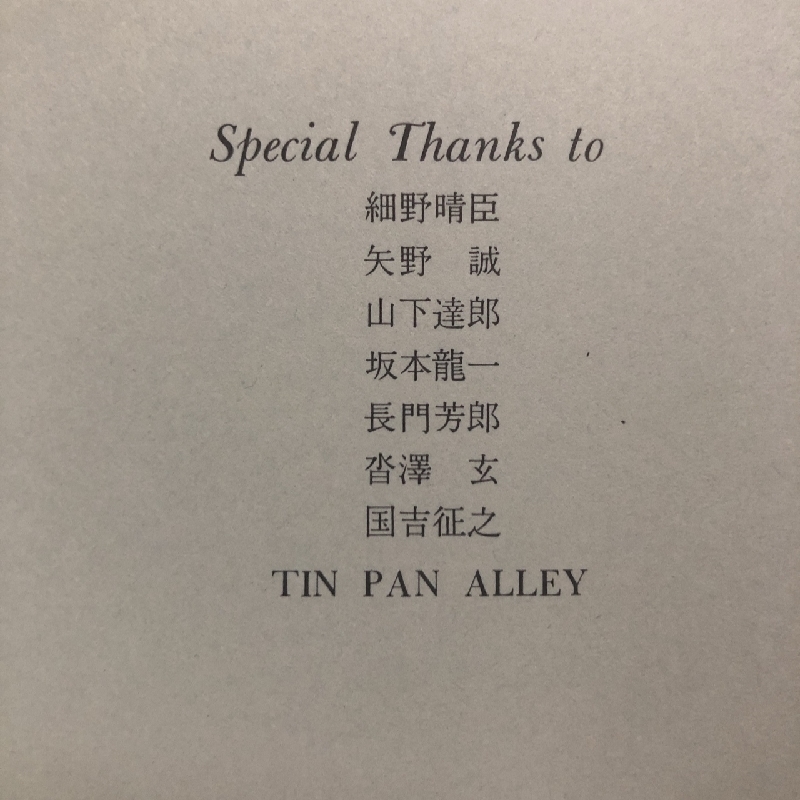 Special Thanks to
細野晴臣
矢野　誠
山下達郎
坂本龍一
長門芳郎
沓澤　玄
国吉征之
TIN PAN ALLEY